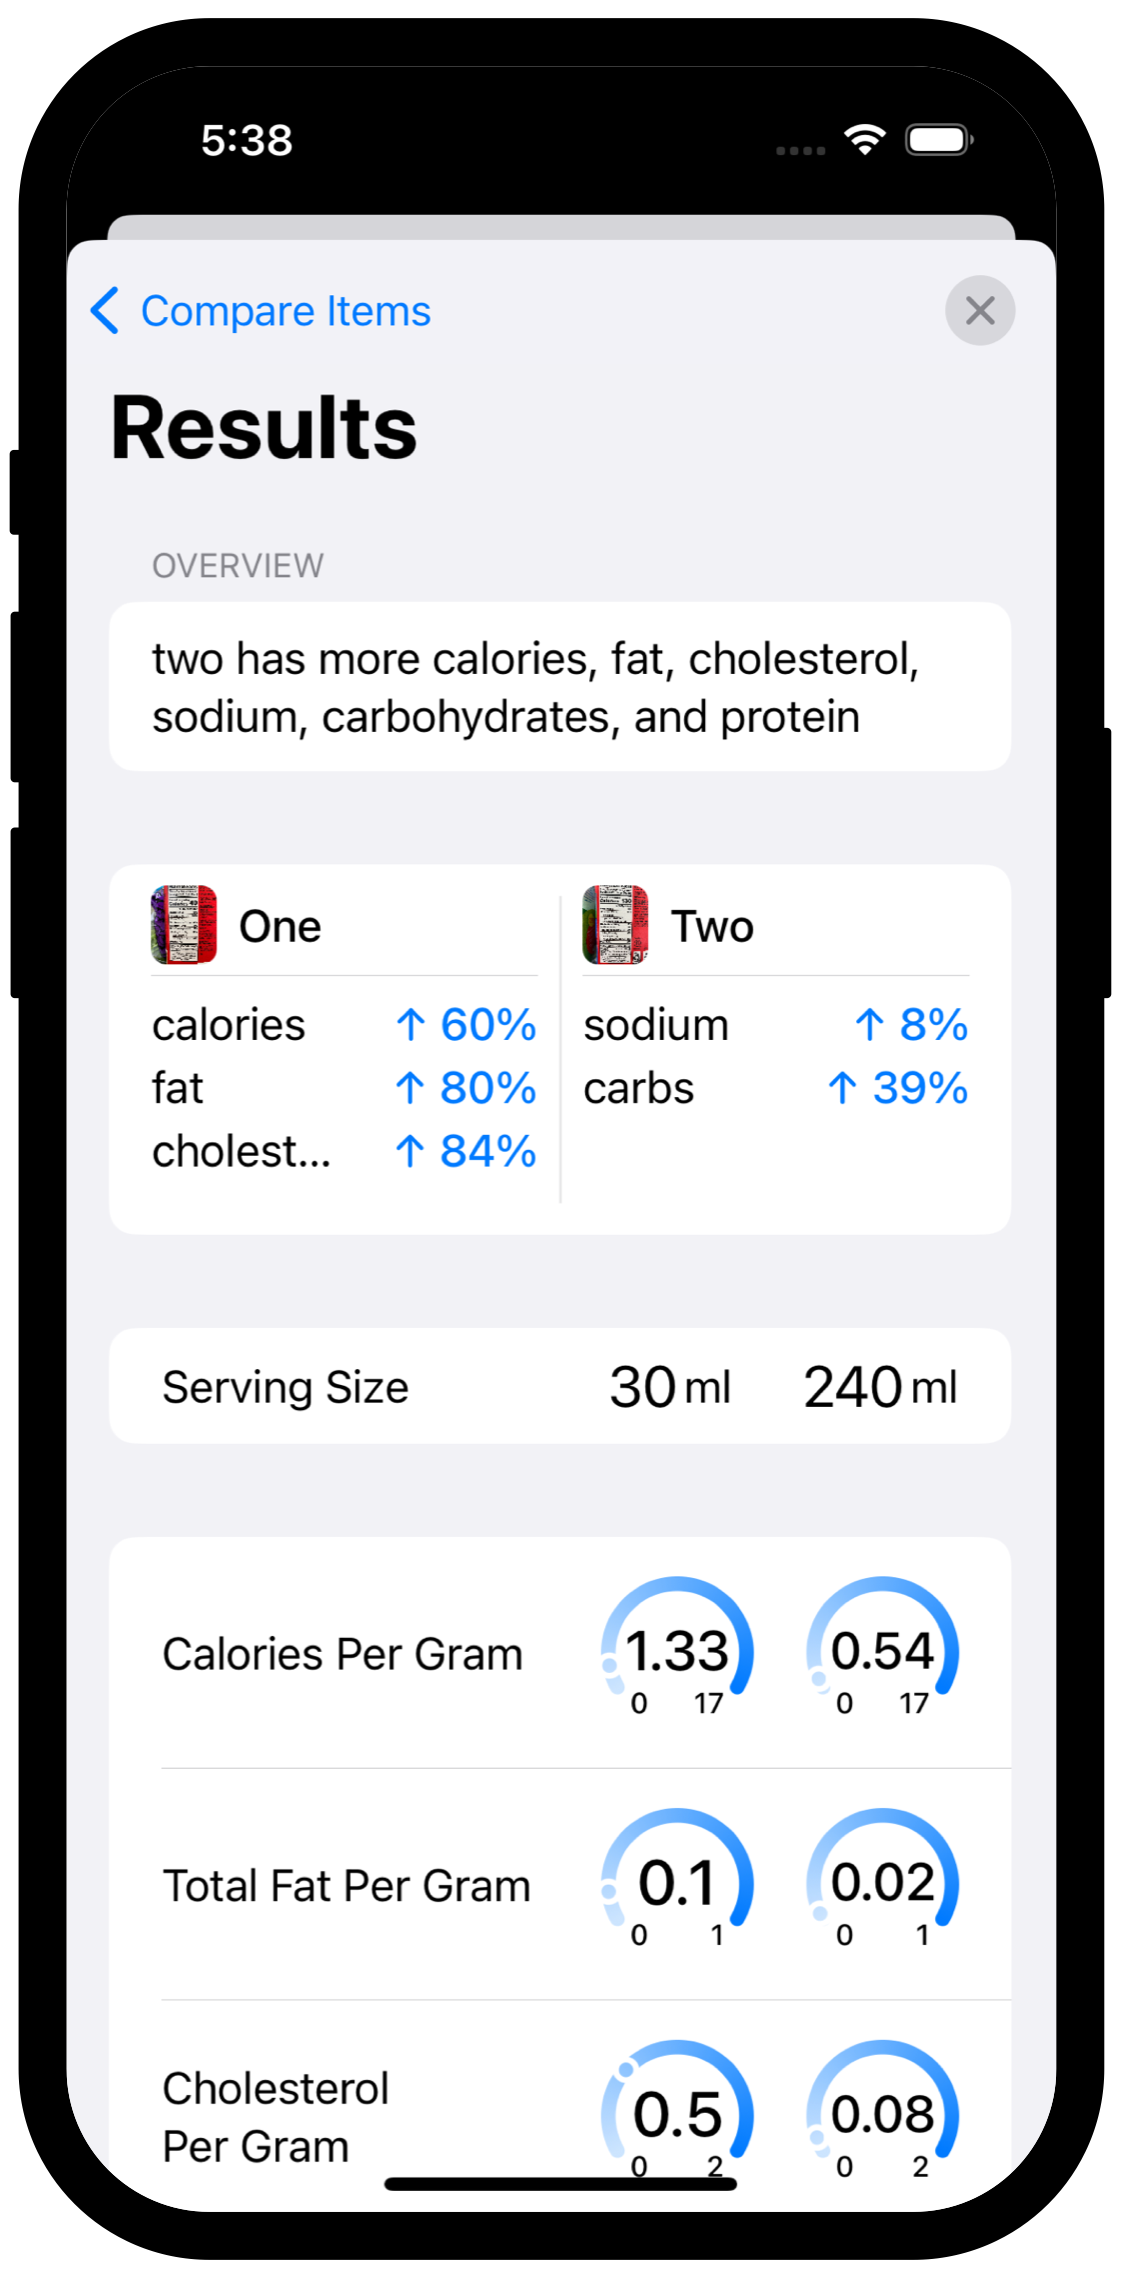 5:38
Compare Items
Results
OVERVIEW
two has more calories, fat, cholesterol,
sodium, carbohydrates, and protein
One
Two
calories ↑ 60%
sodium ↑ 8%
fat ↑ 80%
carbs ↑ 39%
cholest... ↑ 84%
Serving Size 30 ml 240 ml
Calories Per Gram 1.33 0.54
0 17 0 17
Total Fat Per Gram 0.1 0.02
0 1 0 1
Cholesterol
Per Gram 0.5 0.08
0 2 0 2